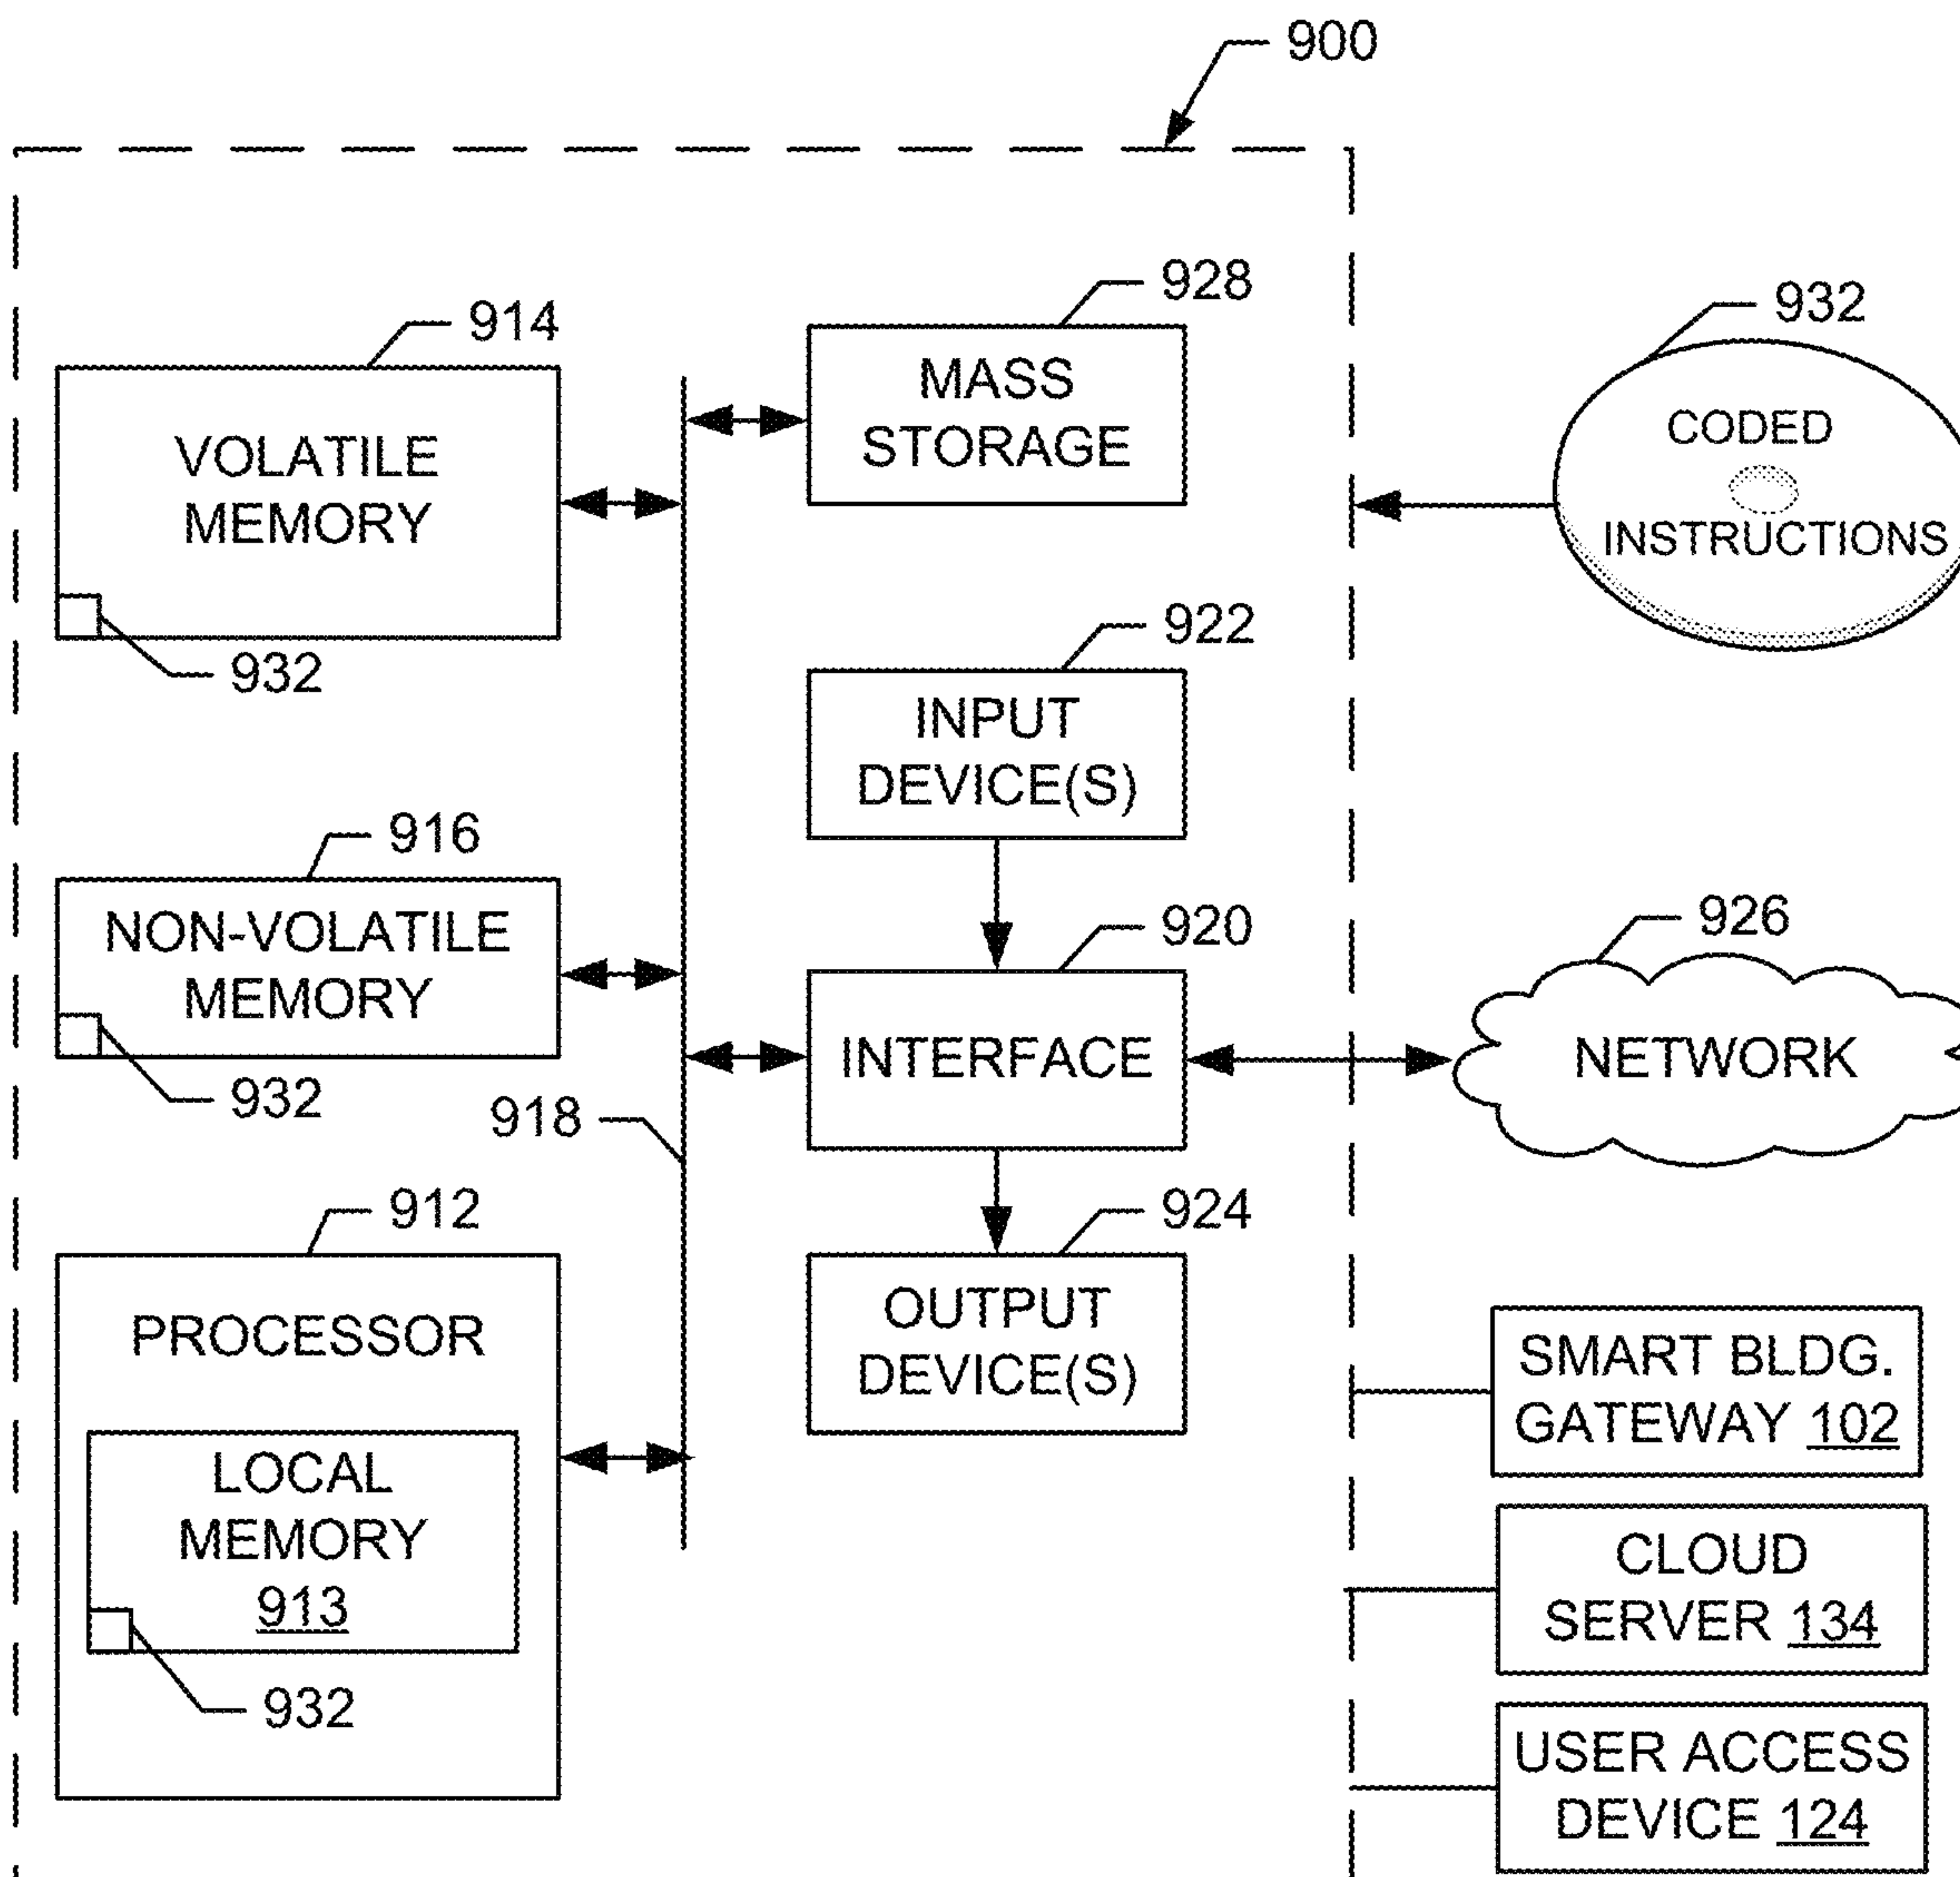 900
928
914
932
MASS
STORAGE
VOLATILE
MEMORY
CODED
INSTRUCTIONS
932
922
INPUT
DEVICE(S)
916
920
926
NON-VOLATILE
MEMORY
INTERFACE
NETWORK
932
918
912
924
PROCESSOR
OUTPUT
DEVICE(S)
SMART BLDG.
GATEWAY 102
LOCAL
MEMORY
913
CLOUD
SERVER 134
932
USER ACCESS
DEVICE 124